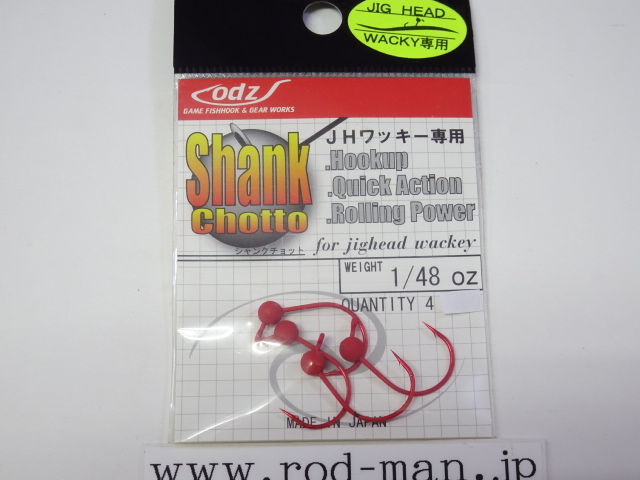 JIG HEAD
WACKY専用
odz
GAME FISHHOOK & GEAR WORKS
JHワッキー専用
Shank
Chotto
シャンクチョット
.Hookup
.Quick Action
.Rolling Power
for jighead wackey
WEIGHT
1/48 oz
QUANTITY 4
MADE IN JAPAN
www.rod-man..jp